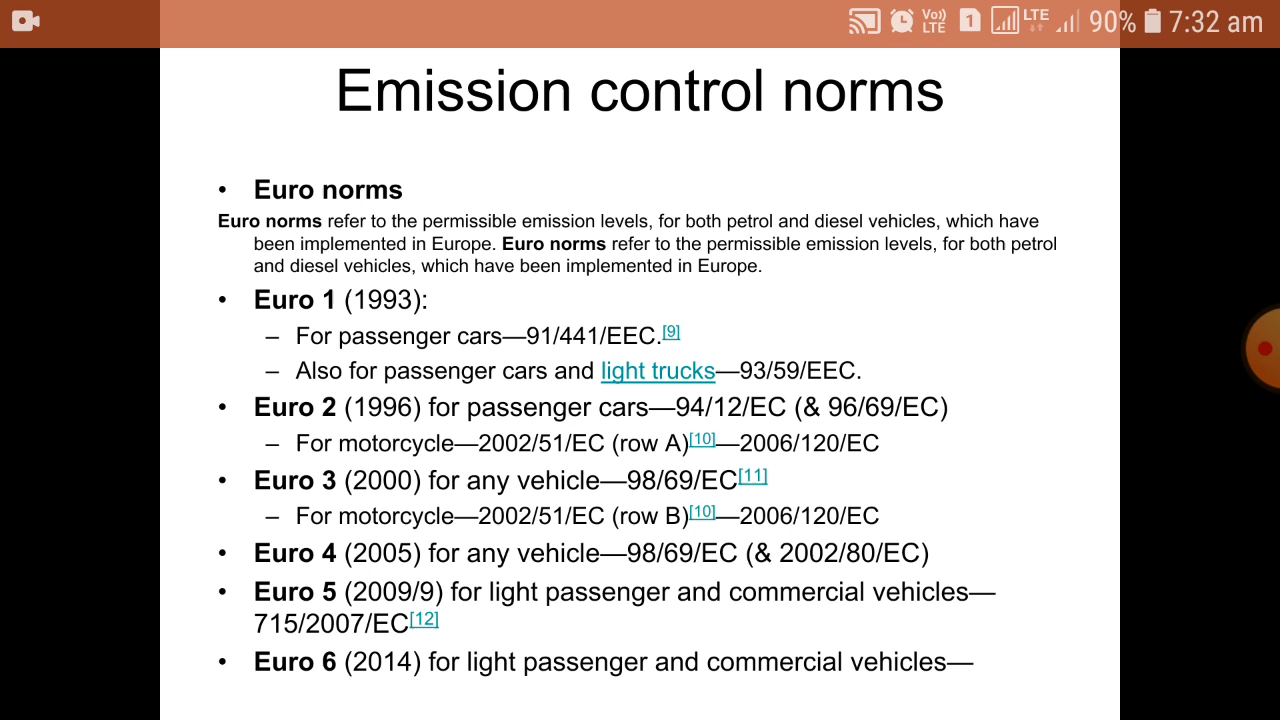 Vo)) LTE 1 LTE 90% 7:32 am
Emission control norms
• Euro norms
Euro norms refer to the permissible emission levels, for both petrol and diesel vehicles, which have
been implemented in Europe. Euro norms refer to the permissible emission levels, for both petrol
and diesel vehicles, which have been implemented in Europe.
• Euro 1 (1993):
– For passenger cars—91/441/EEC.[9]
– Also for passenger cars and light trucks—93/59/EEC.
• Euro 2 (1996) for passenger cars—94/12/EC (& 96/69/EC)
– For motorcycle—2002/51/EC (row A)[10]—2006/120/EC
• Euro 3 (2000) for any vehicle—98/69/EC[11]
– For motorcycle—2002/51/EC (row B)[10]—2006/120/EC
• Euro 4 (2005) for any vehicle—98/69/EC (& 2002/80/EC)
• Euro 5 (2009/9) for light passenger and commercial vehicles—
715/2007/EC[12]
• Euro 6 (2014) for light passenger and commercial vehicles—